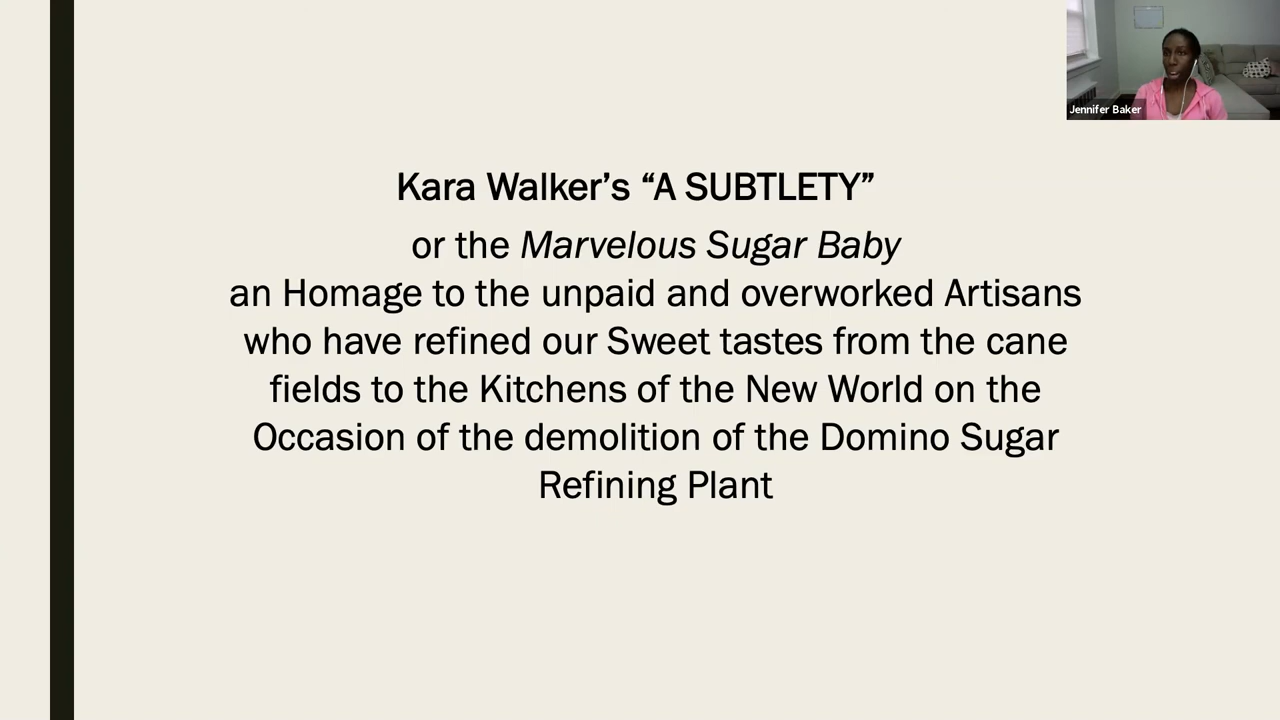 Jennifer Baker
Kara Walker's “A SUBTLETY”
or the Marvelous Sugar Baby
an Homage to the unpaid and overworked Artisans
who have refined our Sweet tastes from the cane
fields to the Kitchens of the New World on the
Occasion of the demolition of the Domino Sugar
Refining Plant